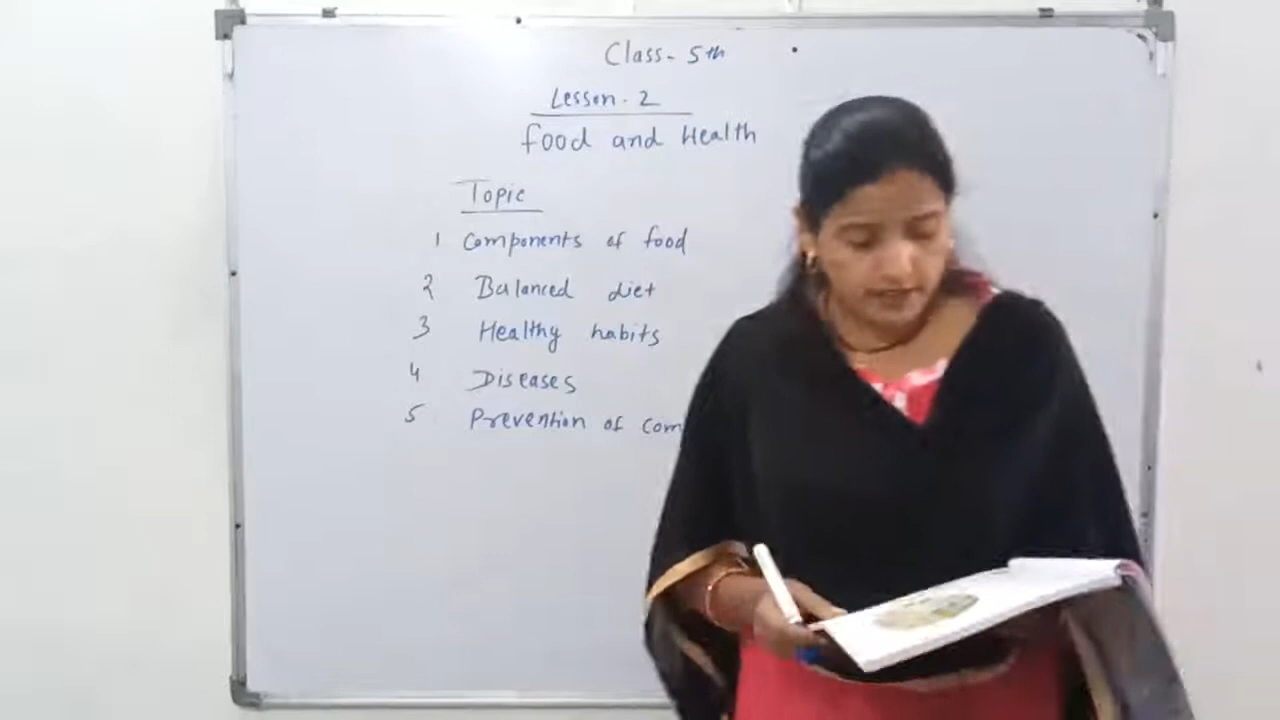 Class- 5th
Lesson-2
food and Health
Topic
1 Components of food
2 Balanced diet
3 Healthy habits
4 Diseases
5 Prevention of com